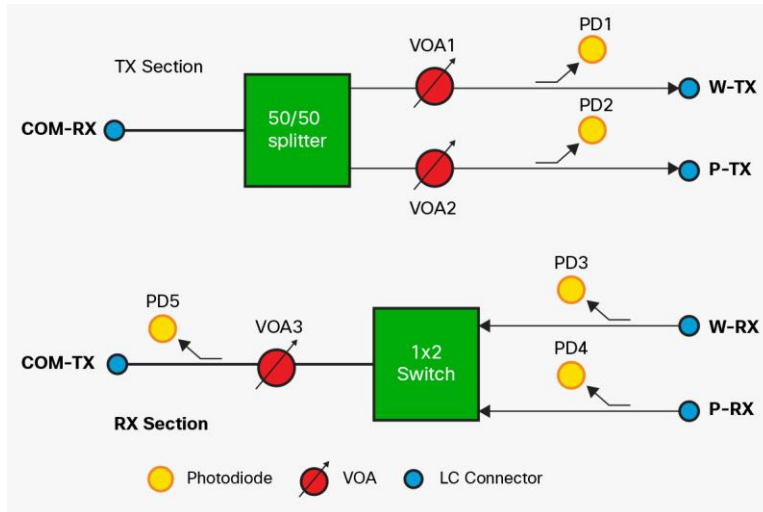 PD1
VOA1
TX Section
W-TX
50/50
splitter
PD2
COM-RX
P-TX
VOA2
PD3
PD5
VOA3
W-RX
1x2
Switch
COM-TX
PD4
P-RX
RX Section
Photodiode
VOA
LC Connector